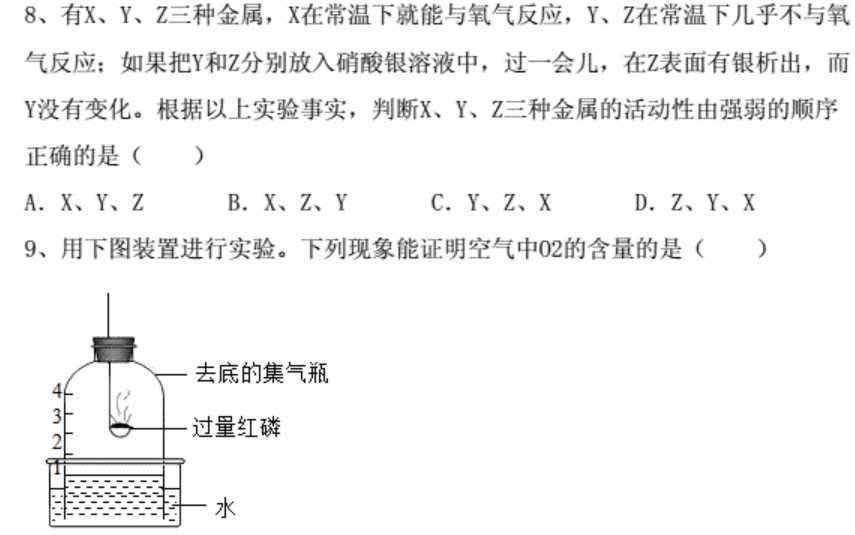 8、有X、Y、Z三种金属，X在常温下就能与氧气反应，Y、Z在常温下几乎不与氧
气反应；如果把Y和Z分别放入硝酸银溶液中，过一会儿，在Z表面有银析出，而
Y没有变化。根据以上实验事实，判断X、Y、Z三种金属的活动性由强弱的顺序
正确的是（　　）
A．X、Y、Z　　B．X、Z、Y　　C．Y、Z、X　　D．Z、Y、X
9、用下图装置进行实验。下列现象能证明空气中O2的含量的是（　　）
去底的集气瓶
4
3
过量红磷
2
1
水